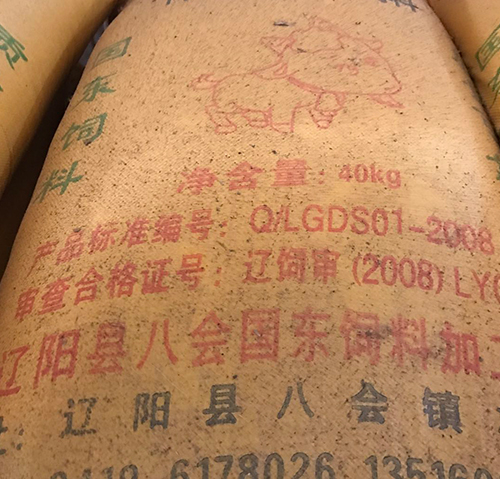 国东饲料
净含量：40kg
产品标准编号：Q/LGDS01-2008
审查合格证号：辽饲审(2008)LY
辽阳县八会国东饲料加
辽阳县八会镇
0419 6178026 13516